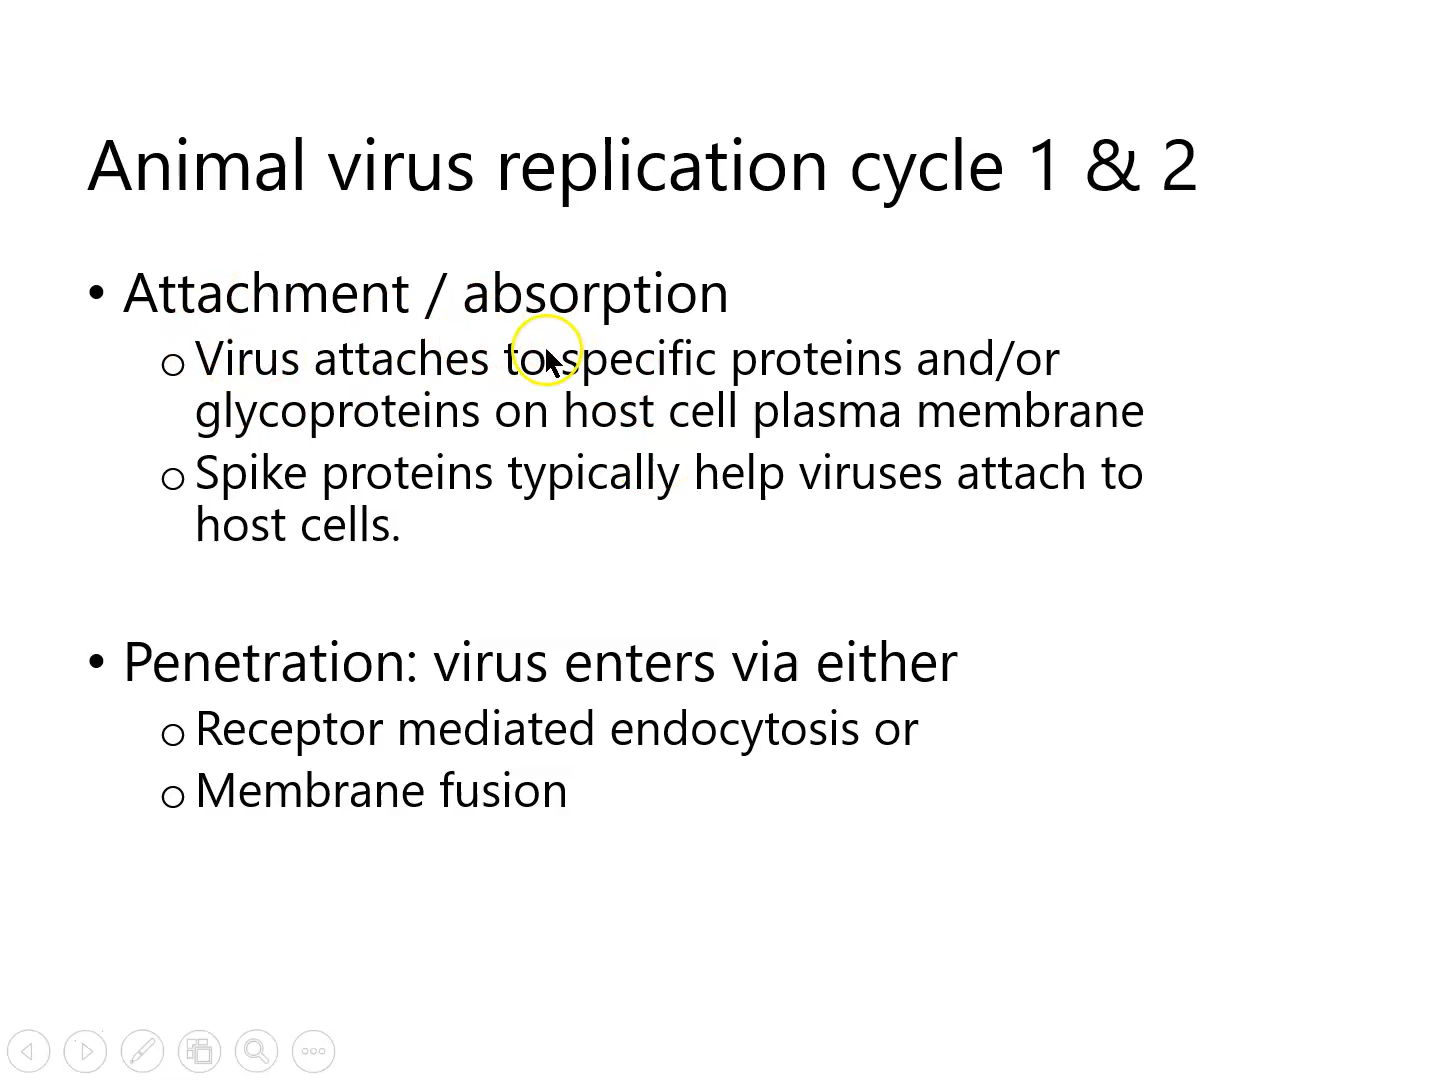 Animal virus replication cycle 1 & 2
• Attachment / absorption
o Virus attaches to specific proteins and/or
glycoproteins on host cell plasma membrane
o Spike proteins typically help viruses attach to
host cells.
• Penetration: virus enters via either
o Receptor mediated endocytosis or
o Membrane fusion